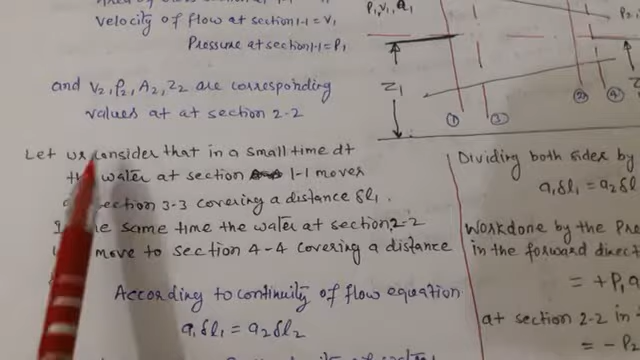 velocity of flow at section 1-1 = V₁
Pressure at section 1-1 = P₁
and V₂, P₂, A₂, Z₂ are corresponding
values at at section 2-2
Let us consider that in a small time dt
the water at section 1-1 moves
section 3-3 covering a distance δl₁.
same time the water at section 2-2
move to section 4-4 covering a distance
According to continuity of flow equation
a₁δl₁ = a₂δl₂
P₁, V₁, a₁
Z₁
① ③ ② ④
Dividing both sides by
a₁δl₁ = a₂δl
Workdone by the Pre
in the forward direct
= + P₁ a
at section 2-2 in
= - P₂